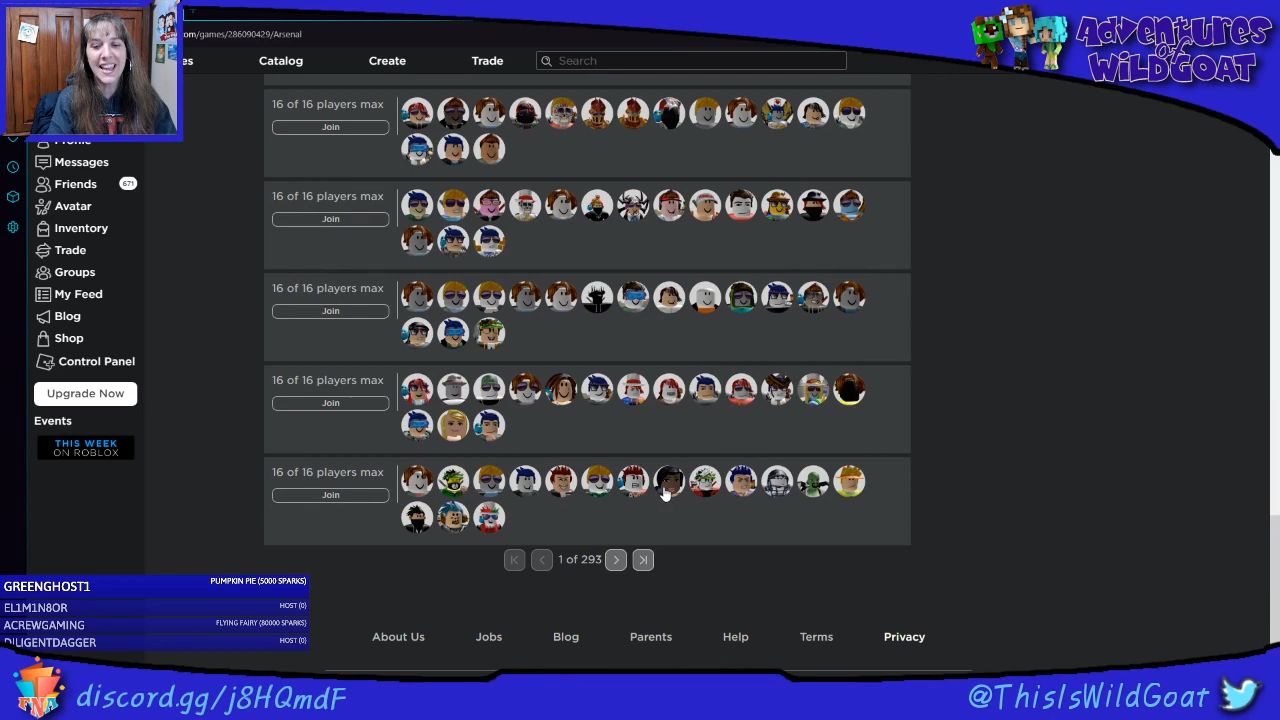 om/games/286090429/Arsenal
Adventures
of
WildGoat
es Catalog Create Trade Search
16 of 16 players max
Join
Profile
Messages
Friends 671
Avatar
Inventory
Trade
Groups
My Feed
Blog
Shop
Control Panel
Upgrade Now
Events
THIS WEEK
ON ROBLOX
16 of 16 players max
Join
16 of 16 players max
Join
16 of 16 players max
Join
16 of 16 players max
Join
1 of 293
GREENGHOST1 PUMPKIN PIE (5000 SPARKS)
EL1M1N8OR HOST (0)
ACREWGAMING FLYING FAIRY (80000 SPARKS)
DILIGENTDAGGER HOST (0)
About Us Jobs Blog Parents Help Terms Privacy
FNA
discord.gg/j8HQmdF
@ThisIsWildGoat